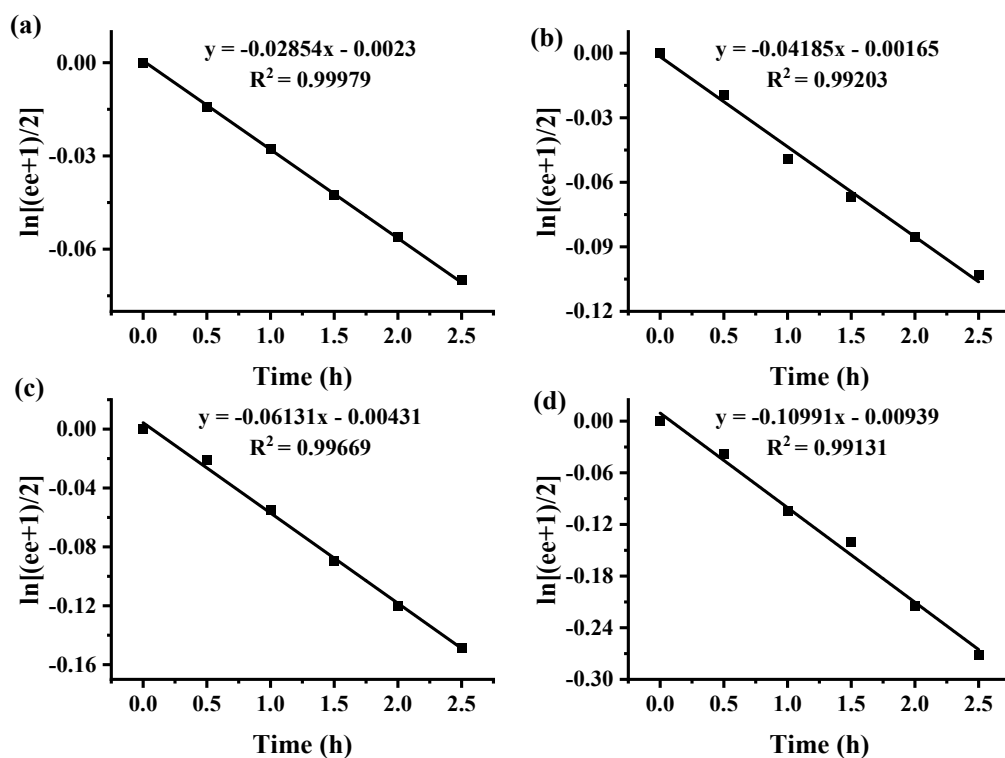 (a)
y = -0.02854x - 0.0023
R² = 0.99979
0.00
-0.03
-0.06
ln[(ee+1)/2]
0.0 0.5 1.0 1.5 2.0 2.5
Time (h)
(b)
y = -0.04185x - 0.00165
R² = 0.99203
0.00
-0.03
-0.06
-0.09
-0.12
ln[(ee+1)/2]
0.0 0.5 1.0 1.5 2.0 2.5
Time (h)
(c)
y = -0.06131x - 0.00431
R² = 0.99669
0.00
-0.04
-0.08
-0.12
-0.16
ln[(ee+1)/2]
0.0 0.5 1.0 1.5 2.0 2.5
Time (h)
(d)
y = -0.10991x - 0.00939
R² = 0.99131
0.00
-0.06
-0.12
-0.18
-0.24
-0.30
ln[(ee+1)/2]
0.0 0.5 1.0 1.5 2.0 2.5
Time (h)